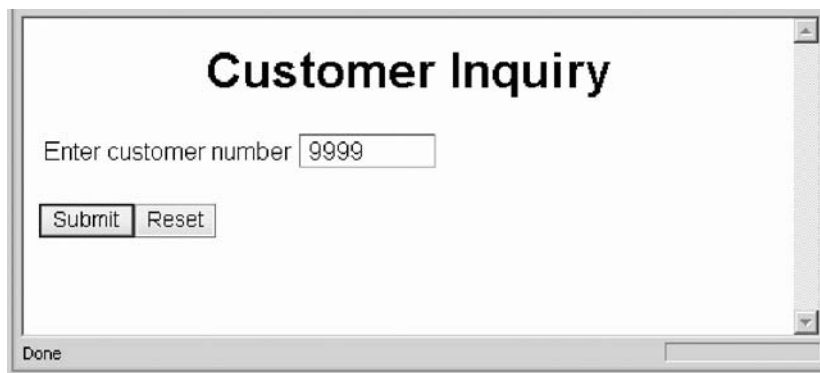 Customer Inquiry
Enter customer number 9999
Submit Reset
Done